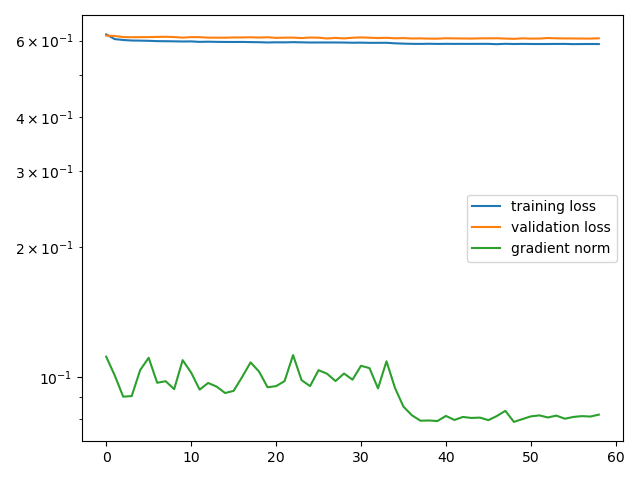 6 × 10⁻¹
4 × 10⁻¹
3 × 10⁻¹
2 × 10⁻¹
10⁻¹
training loss
validation loss
gradient norm
0 10 20 30 40 50 60